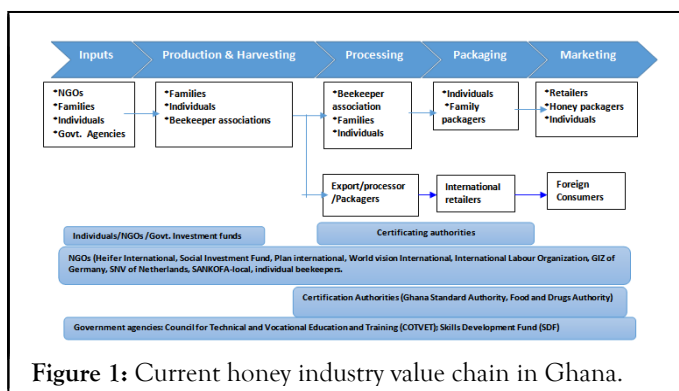 Inputs
Production & Harvesting
Processing
Packaging
Marketing
*NGOs
*Families
*Individuals
*Govt. Agencies
*Families
*Individuals
*Beekeeper associations
*Beekeeper
association
*Families
*Individuals
*Individuals
*Family
packagers
*Retailers
*Honey packagers
*Individuals
Export/processor
/Packagers
International
retailers
Foreign
Consumers
Individuals/NGOs /Govt. Investment funds
Certificating authorities
NGOs (Heifer International, Social Investment Fund, Plan international, World vision International, International Labour Organization, GIZ of
Germany, SNV of Netherlands, SANKOFA-local, individual beekeepers.
Certification Authorities (Ghana Standard Authority, Food and Drugs Authority)
Government agencies: Council for Technical and Vocational Education and Training (COTVET); Skills Development Fund (SDF)
Figure 1: Current honey industry value chain in Ghana.